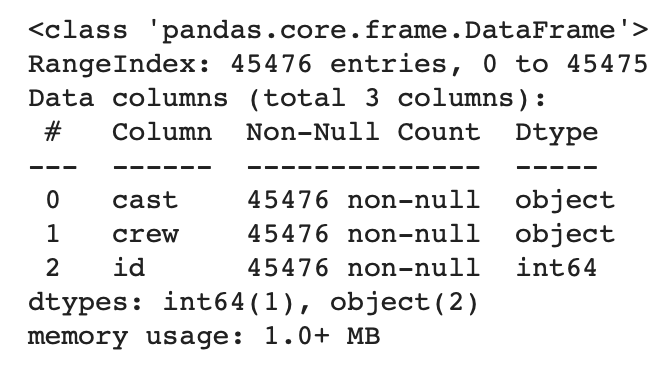 <class 'pandas.core.frame.DataFrame'>
RangeIndex: 45476 entries, 0 to 45475
Data columns (total 3 columns):
 #   Column  Non-Null Count  Dtype
---  ------  --------------  -----
 0   cast    45476 non-null  object
 1   crew    45476 non-null  object
 2   id      45476 non-null  int64
dtypes: int64(1), object(2)
memory usage: 1.0+ MB